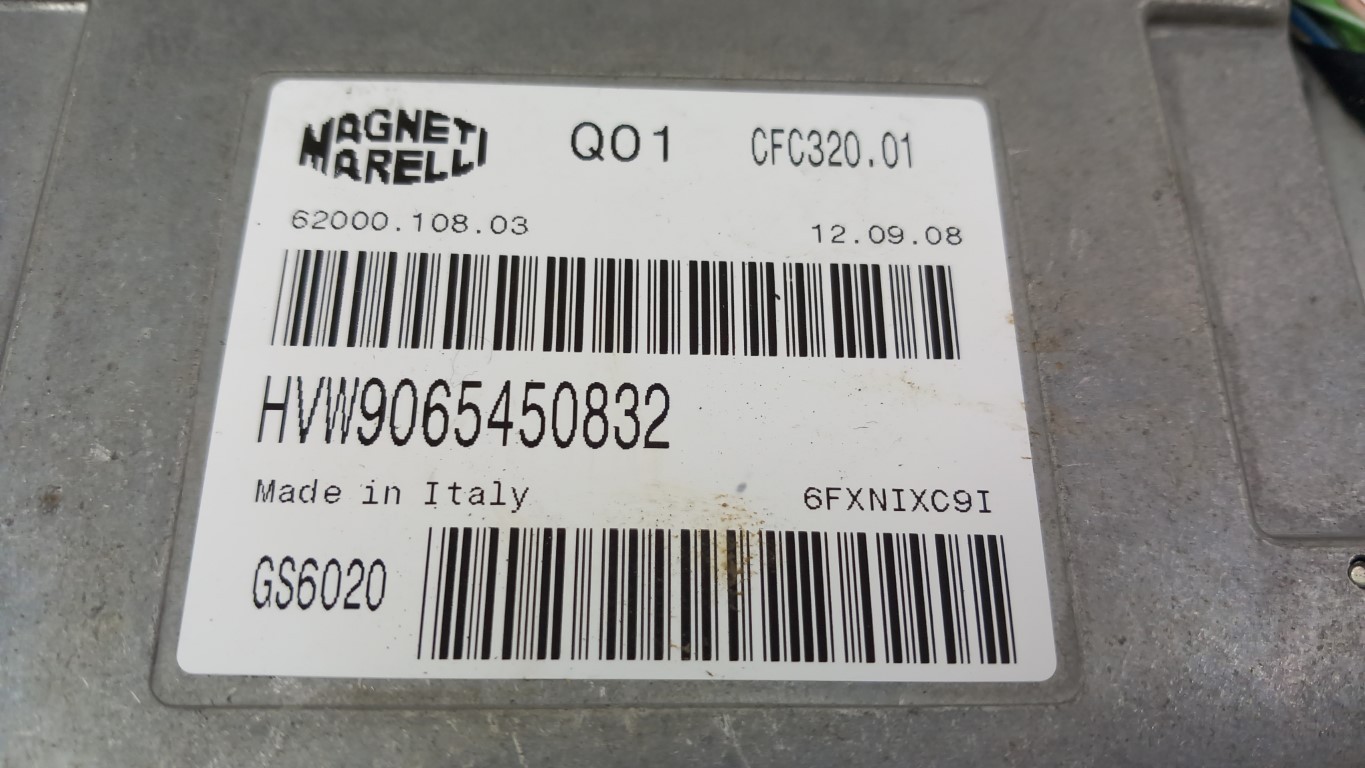 MAGNETI MARELLI Q01 CFC320.01
62000.108.03 12.09.08
HVW9065450832
Made in Italy 6FXNIXC9I
GS6020